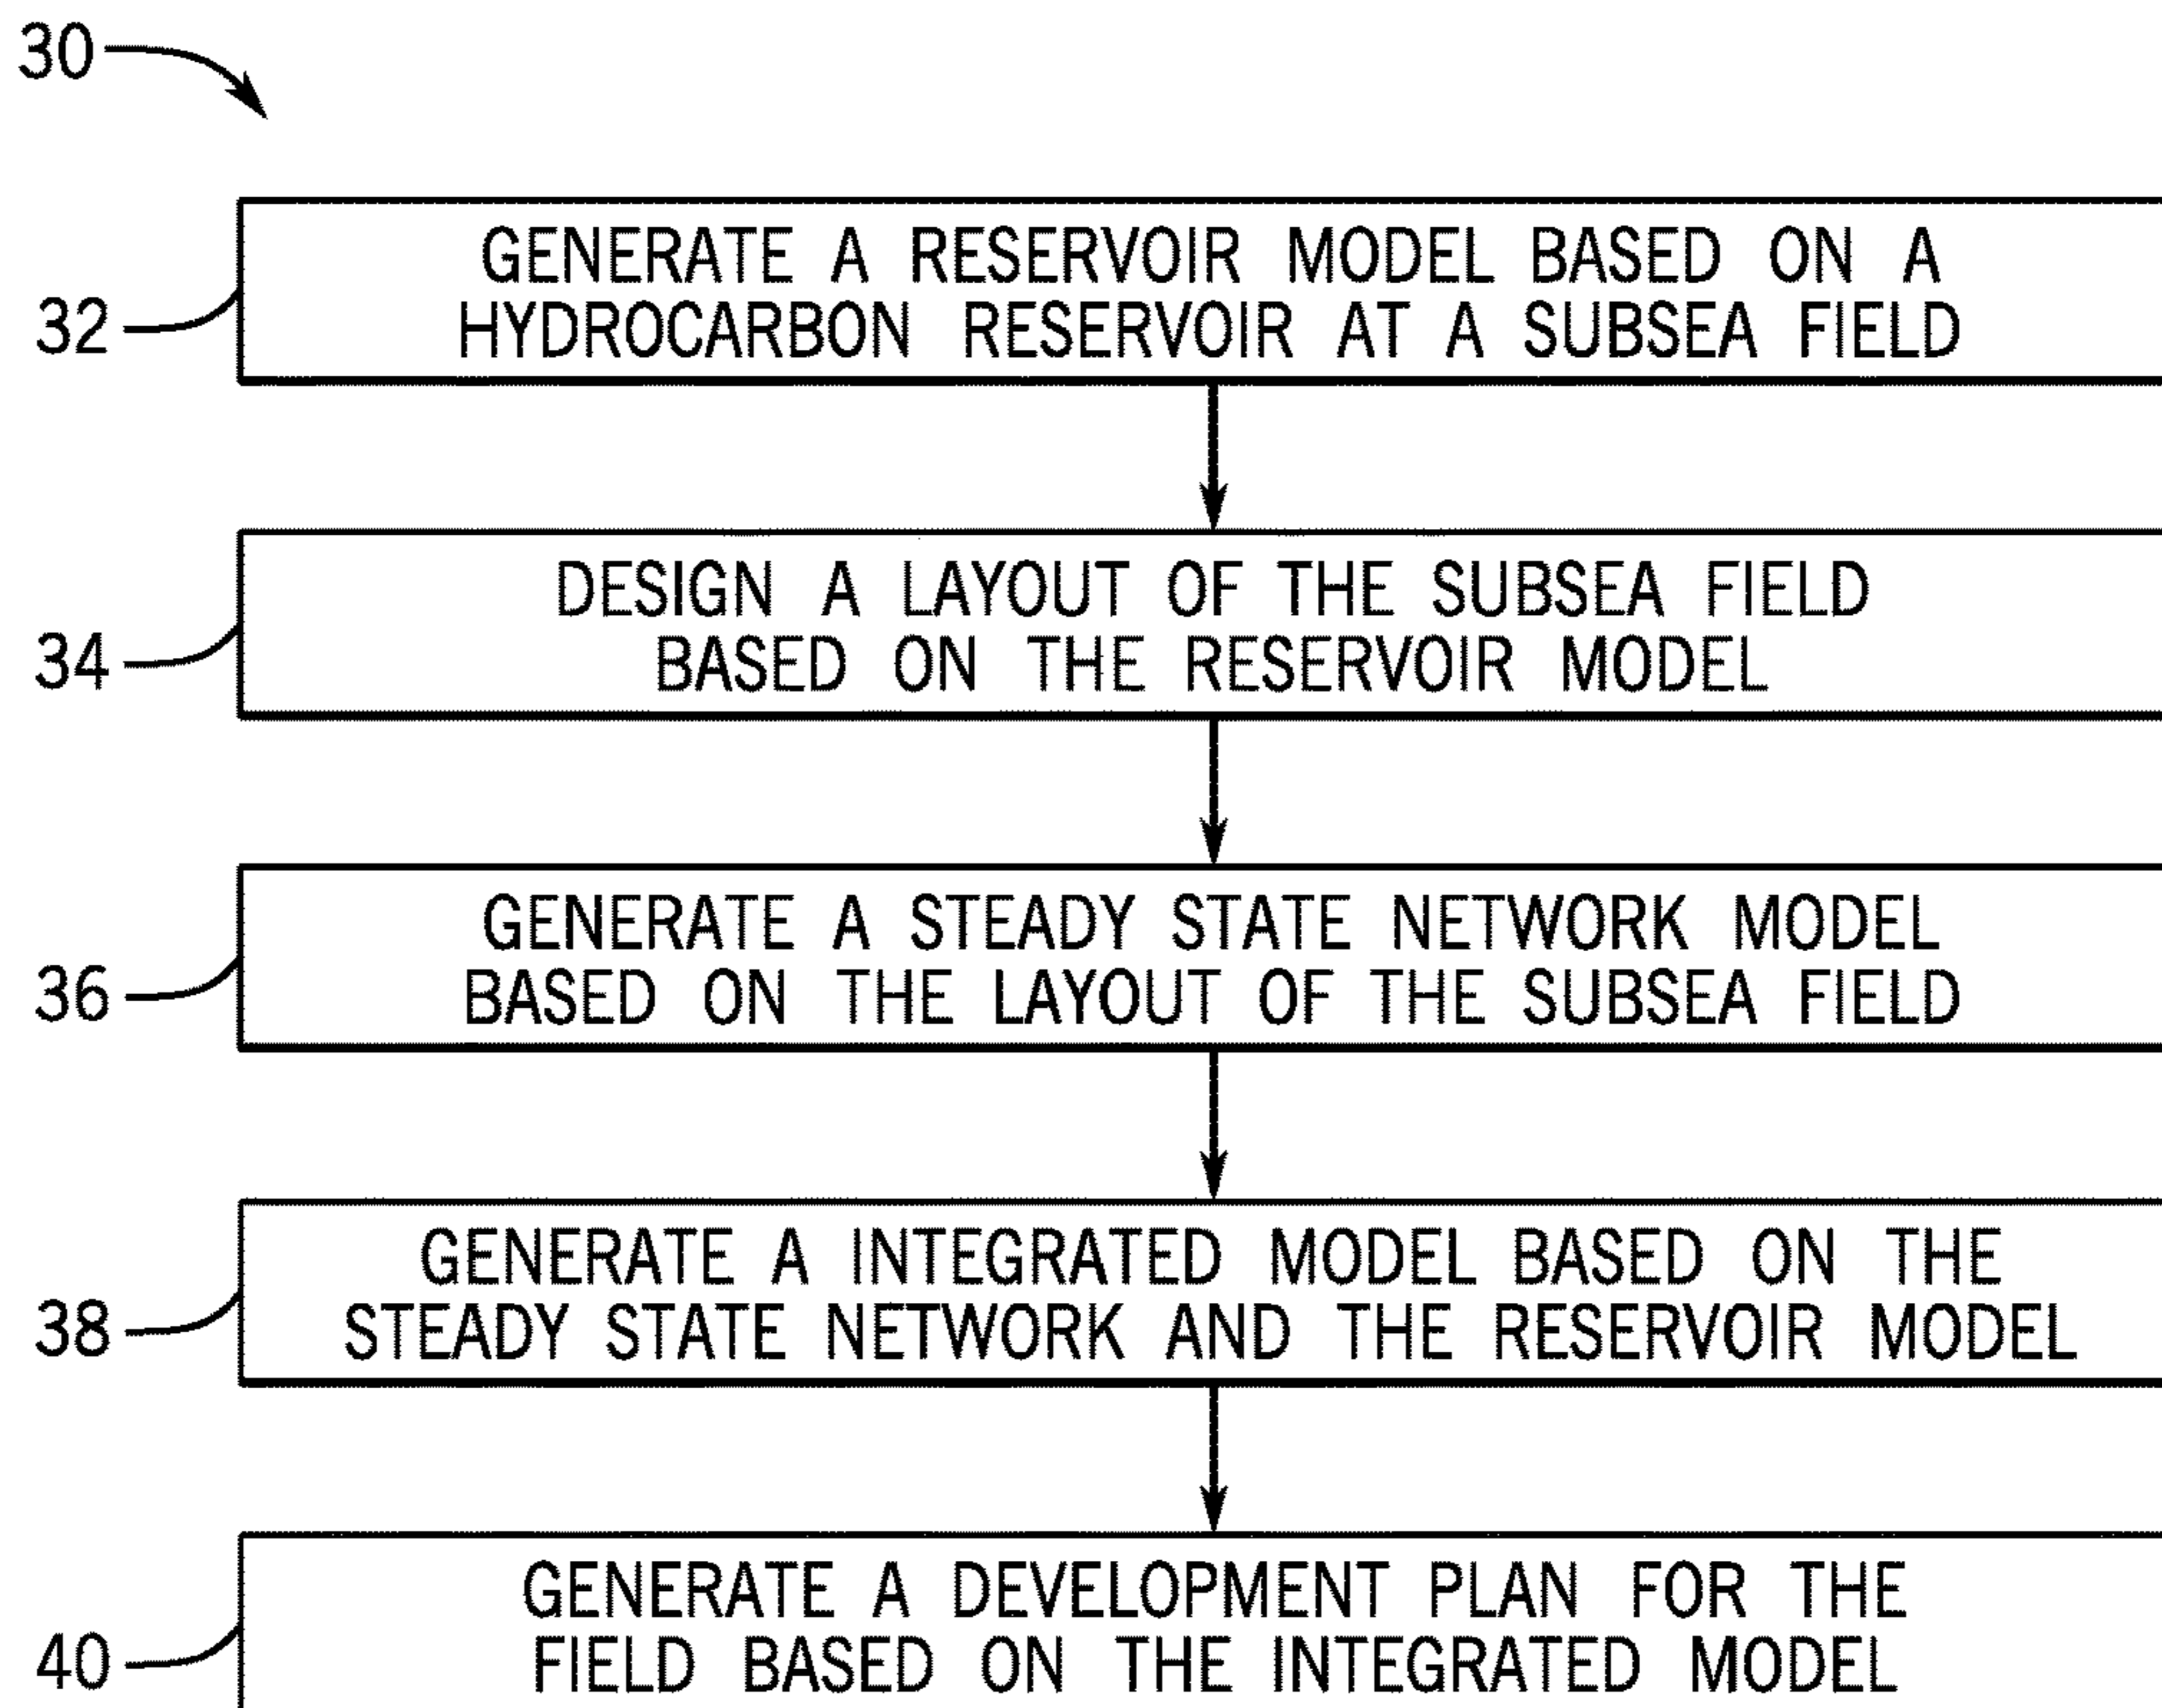 30
GENERATE A RESERVOIR MODEL BASED ON A
32
HYDROCARBON RESERVOIR AT A SUBSEA FIELD
DESIGN A LAYOUT OF THE SUBSEA FIELD
34
BASED ON THE RESERVOIR MODEL
GENERATE A STEADY STATE NETWORK MODEL
36
BASED ON THE LAYOUT OF THE SUBSEA FIELD
GENERATE A INTEGRATED MODEL BASED ON THE
38
STEADY STATE NETWORK AND THE RESERVOIR MODEL
GENERATE A DEVELOPMENT PLAN FOR THE
40
FIELD BASED ON THE INTEGRATED MODEL